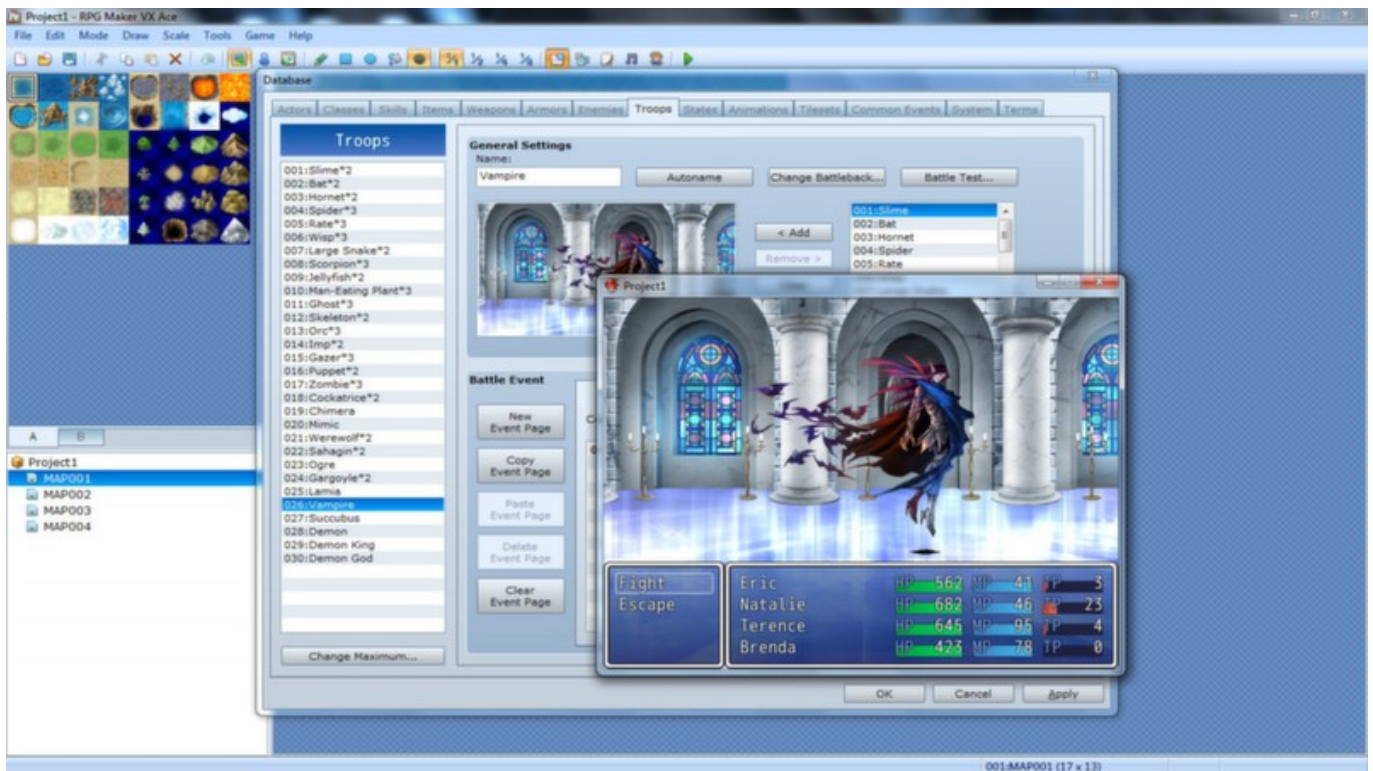 Project1 - RPG Maker VX Ace
File Edit Mode Draw Scale Tools Game Help
Database
Actors Classes Skills Items Weapons Armors Enemies Troops States Animations Tilesets Common Events System Terms
Troops
001:Slime*2
002:Bat*2
003:Hornet*2
004:Spider*3
005:Rate*3
006:Wisp*3
007:Large Snake*2
008:Scorpion*3
009:Jellyfish*2
010:Man-Eating Plant*3
011:Ghost*3
012:Skeleton*2
013:Orc*3
014:Imp*2
015:Gazer*3
016:Puppet*2
017:Zombie*3
018:Cockatrice*2
019:Chimera
020:Mimic
021:Werewolf*2
022:Sahagin*2
023:Ogre
024:Gargoyle*2
025:Lamia
026:Vampire
027:Succubus
028:Demon
029:Demon King
030:Demon God
Change Maximum...
General Settings
Name:
Vampire
Autoname
Change Battleback...
Battle Test...
< Add
Remove >
001:Slime
002:Bat
003:Hornet
004:Spider
005:Rate
Battle Event
New
Event Page
Copy
Event Page
Paste
Event Page
Delete
Event Page
Clear
Event Page
Project1
Fight
Escape
Eric HP 562 MP 41 TP 3
Natalie HP 682 MP 46 TP 23
Terence HP 645 MP 95 TP 4
Brenda HP 423 MP 78 TP 0
OK Cancel Apply
A B
Project1
MAP001
MAP002
MAP003
MAP004
001:MAP001 (17 x 13)